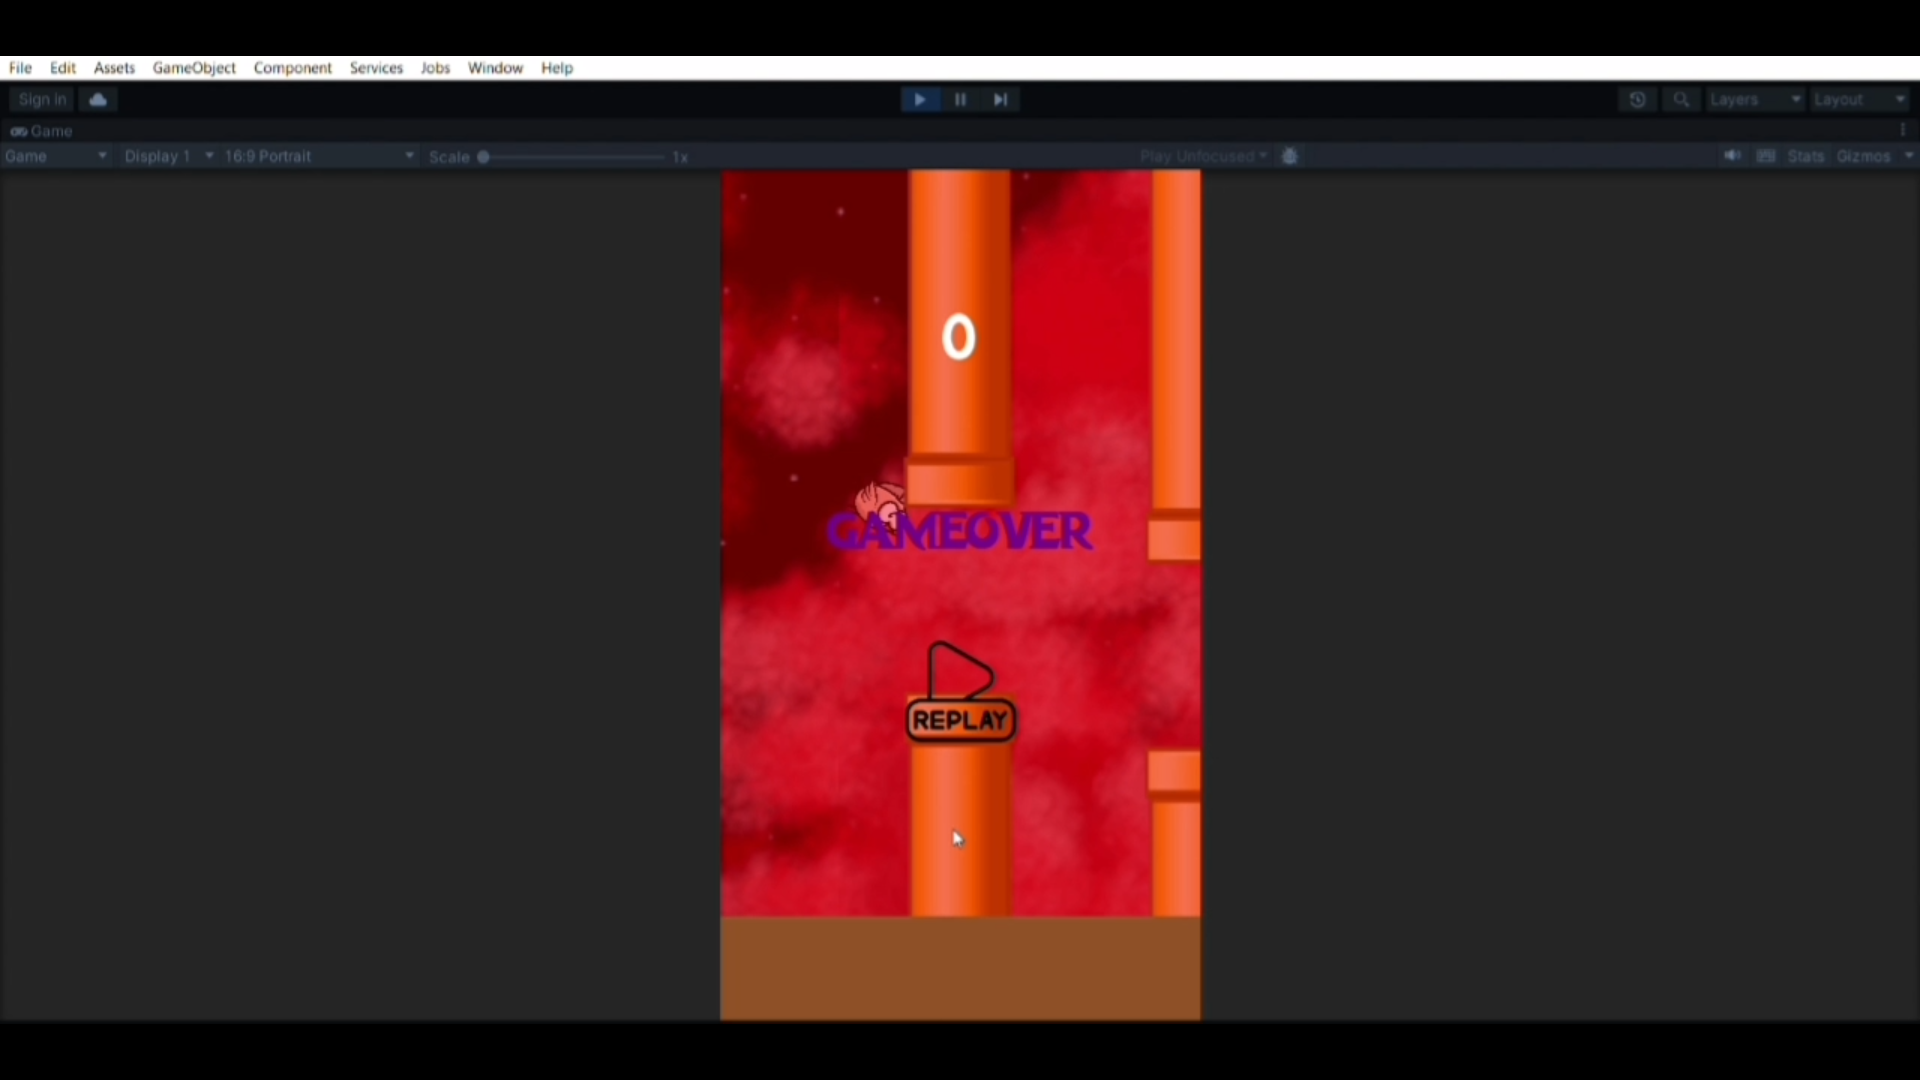 File Edit Assets GameObject Component Services Jobs Window Help
Sign in Layers Layout
Game
Game Display 1 16:9 Portrait Scale 1x Play Unfocused Stats Gizmos
0
GAMEOVER
REPLAY